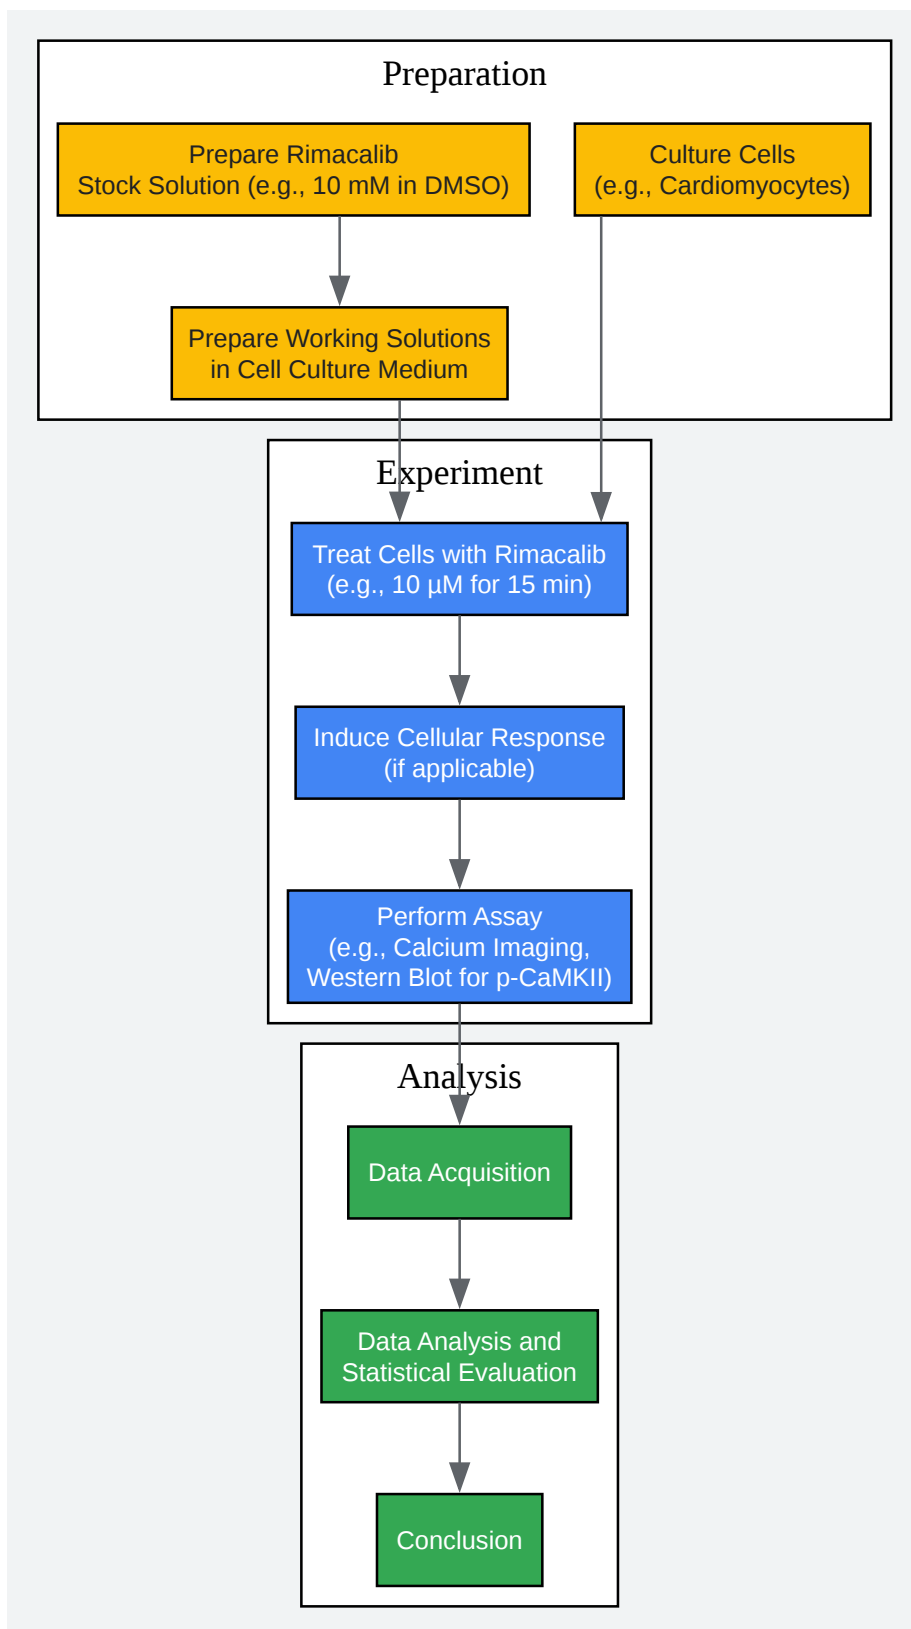 Preparation
Prepare Rimacalib
Stock Solution (e.g., 10 mM in DMSO)
Culture Cells
(e.g., Cardiomyocytes)
Prepare Working Solutions
in Cell Culture Medium
Experiment
Treat Cells with Rimacalib
(e.g., 10 µM for 15 min)
Induce Cellular Response
(if applicable)
Perform Assay
(e.g., Calcium Imaging,
Western Blot for p-CaMKII)
Analysis
Data Acquisition
Data Analysis and
Statistical Evaluation
Conclusion